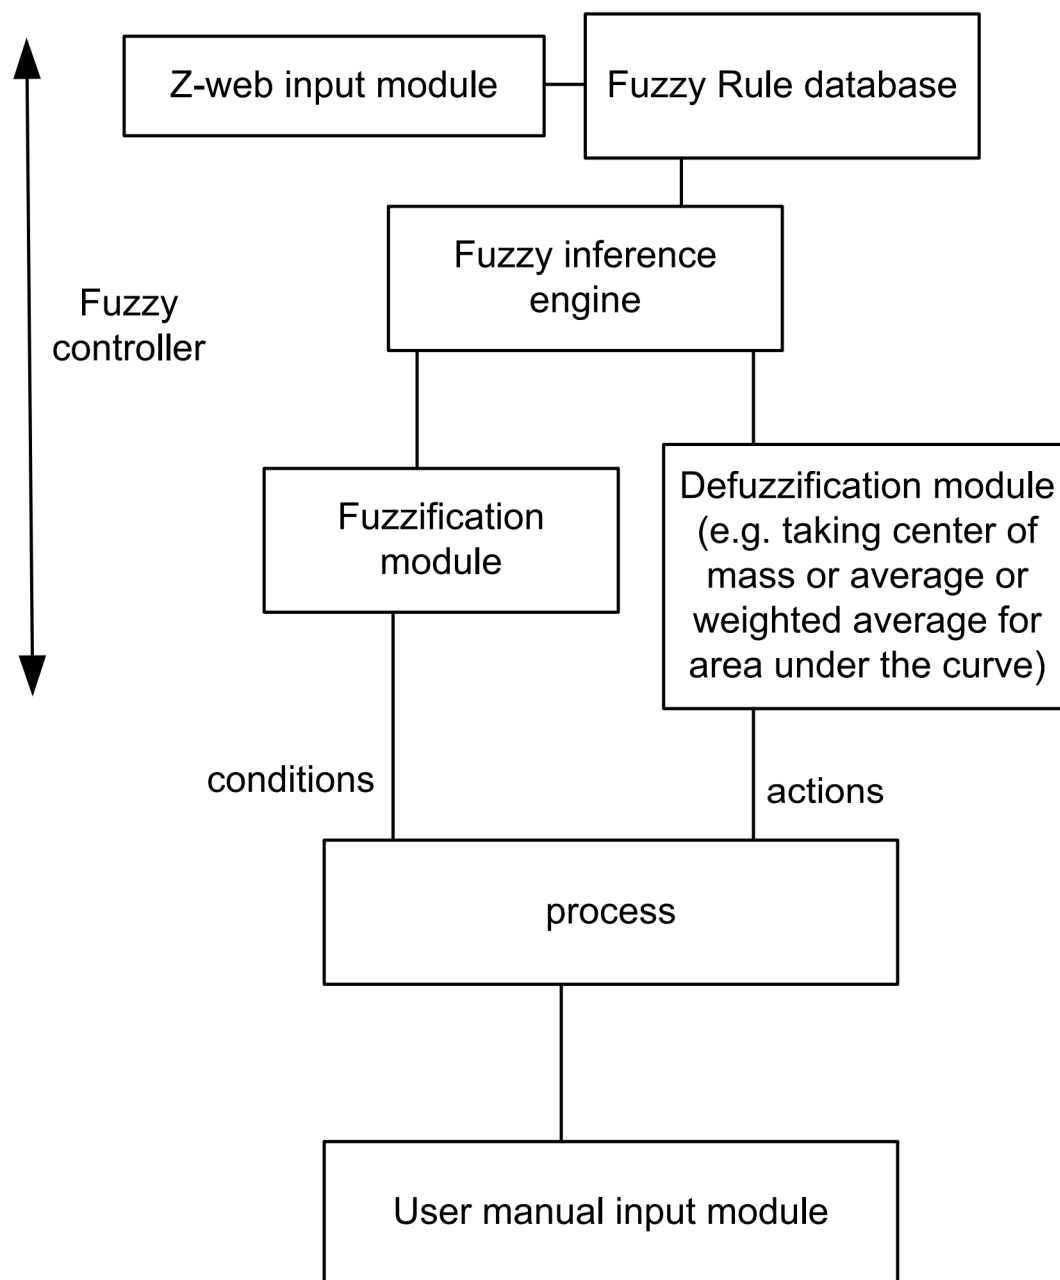 Z-web input module
Fuzzy Rule database
Fuzzy inference
engine
Fuzzy
controller
Fuzzification
module
Defuzzification module
(e.g. taking center of
mass or average or
weighted average for
area under the curve)
conditions
actions
process
User manual input module